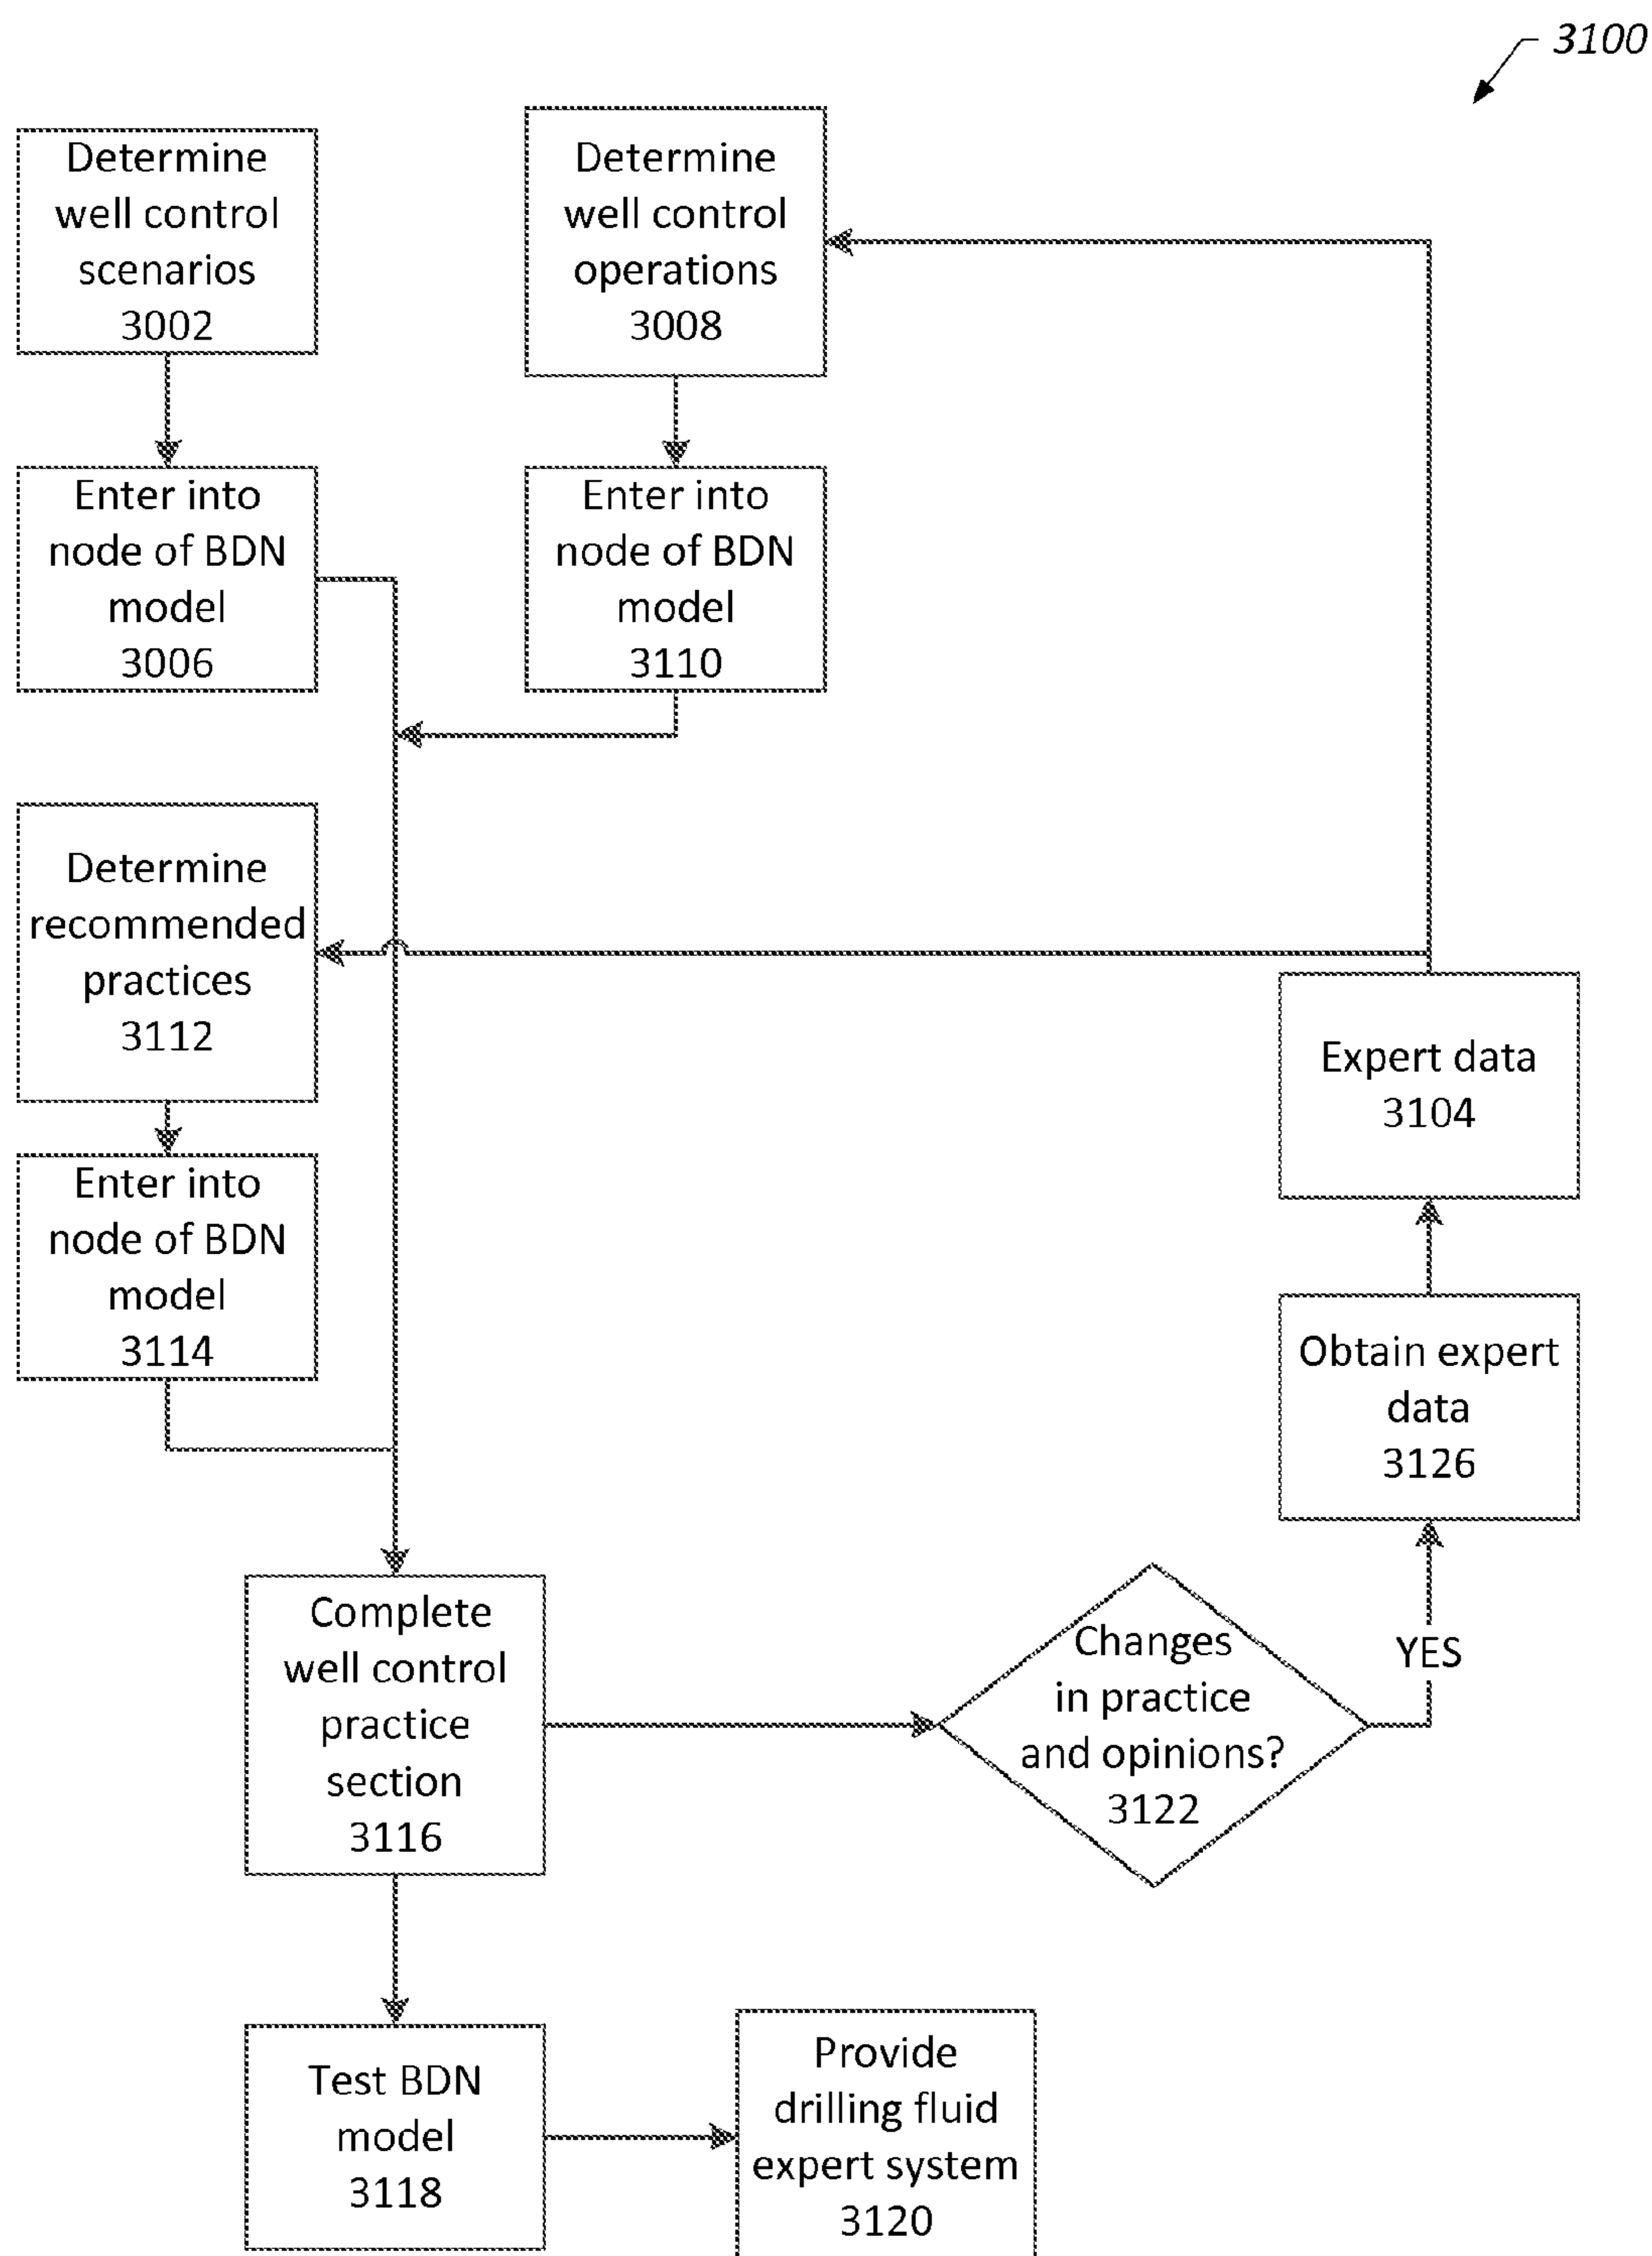 3100
Determine
well control
scenarios
3002
Determine
well control
operations
3008
Enter into
node of BDN
model
3006
Enter into
node of BDN
model
3110
Determine
recommended
practices
3112
Expert data
3104
Enter into
node of BDN
model
3114
Obtain expert
data
3126
Complete
well control
practice
section
3116
Changes
in practice
and opinions?
3122
YES
Test BDN
model
3118
Provide
drilling fluid
expert system
3120